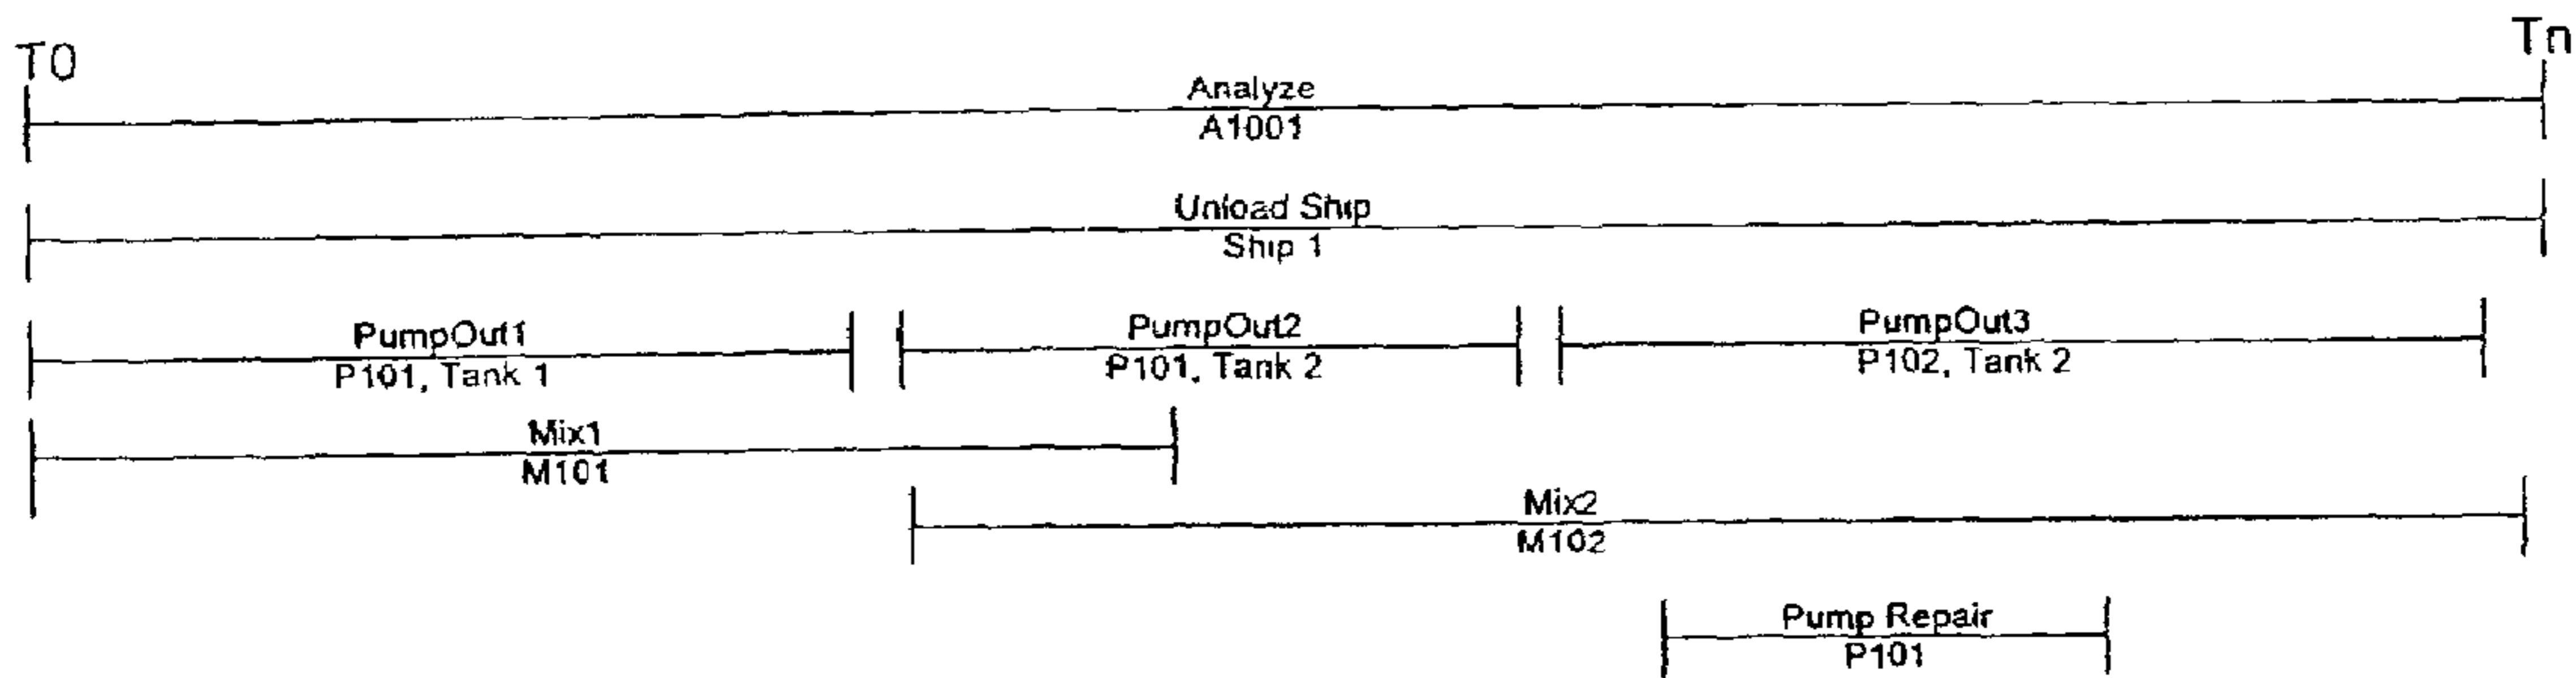 T0
Tn
Analyze
A1001
Unload Ship
Ship 1
PumpOut1
P101, Tank 1
PumpOut2
P101, Tank 2
PumpOut3
P102, Tank 2
Mix1
M101
Mix2
M102
Pump Repair
P101